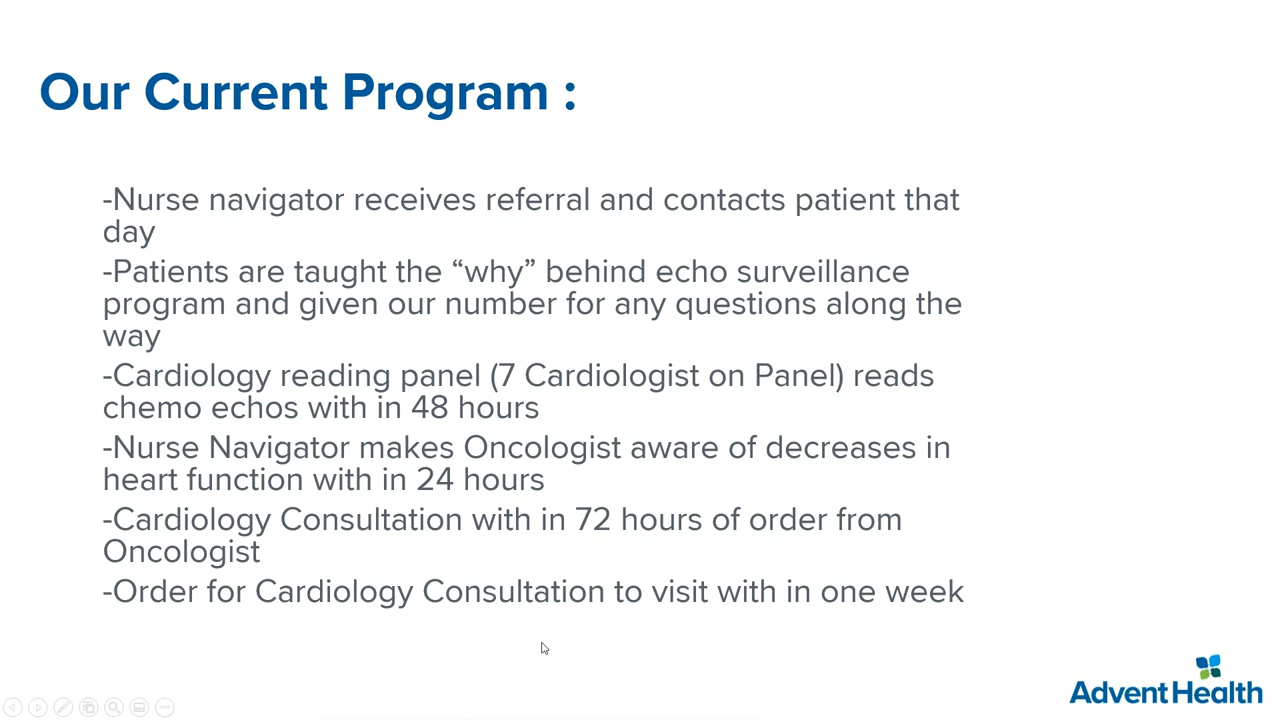 Our Current Program :
-Nurse navigator receives referral and contacts patient that
day
-Patients are taught the “why” behind echo surveillance
program and given our number for any questions along the
way
-Cardiology reading panel (7 Cardiologist on Panel) reads
chemo echos with in 48 hours
-Nurse Navigator makes Oncologist aware of decreases in
heart function with in 24 hours
-Cardiology Consultation with in 72 hours of order from
Oncologist
-Order for Cardiology Consultation to visit with in one week
Advent Health